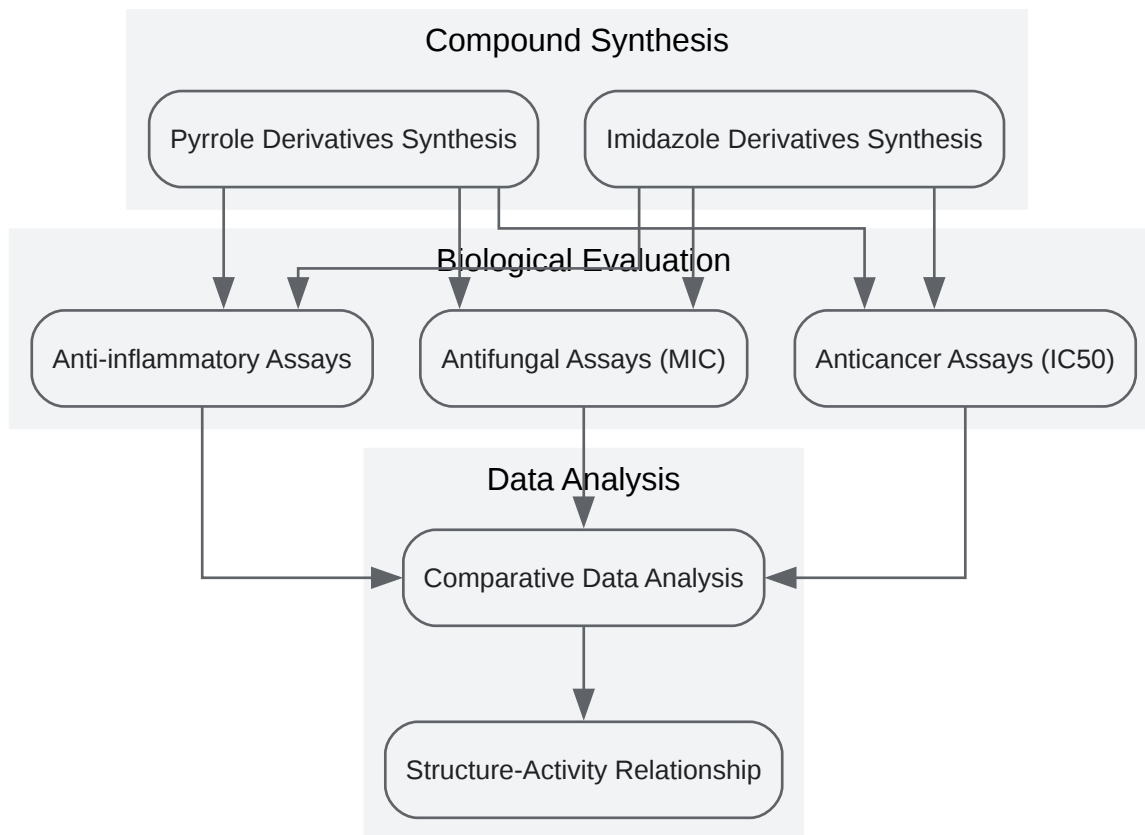 Compound Synthesis
Pyrrole Derivatives Synthesis
Imidazole Derivatives Synthesis
Biological Evaluation
Anti-inflammatory Assays
Antifungal Assays (MIC)
Anticancer Assays (IC50)
Data Analysis
Comparative Data Analysis
Structure-Activity Relationship